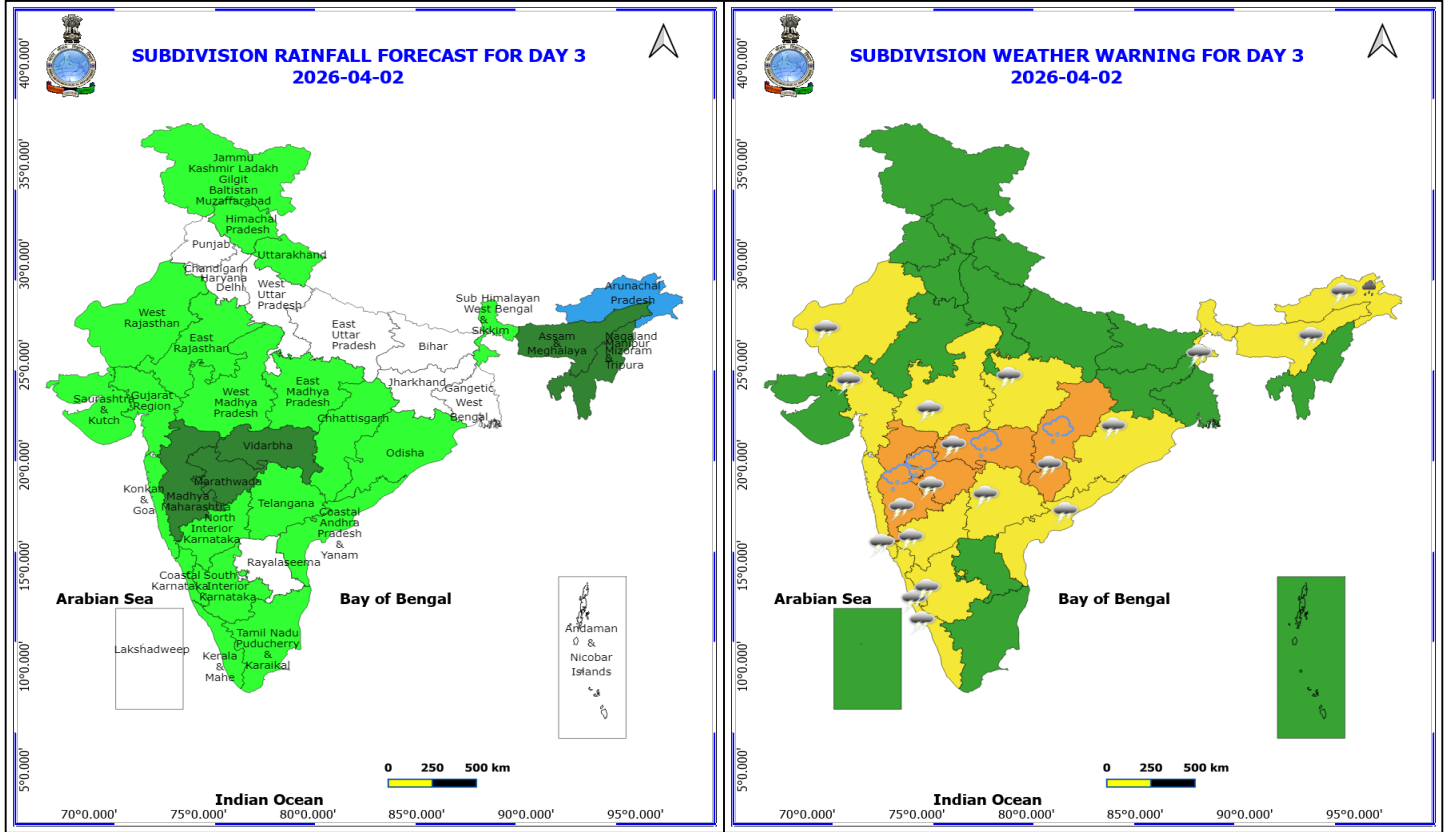 SUBDIVISION RAINFALL FORECAST FOR DAY 3
2026-04-02
40°0.000'
35°0.000'
30°0.000'
25°0.000'
20°0.000'
15°0.000'
10°0.000'
5°0.000'
Jammu
Kashmir Ladakh
Gilgit
Baltistan
Muzaffarabad
Himachal
Pradesh
Punjab
Uttarakhand
Chandigarh
Haryana
Delhi
West
Uttar
Pradesh
West
Rajasthan
East
Rajasthan
East
Uttar
Pradesh
Bihar
Sub Himalayan
West Bengal
&
Sikkim
Arunachal
Pradesh
Assam
&
Meghalaya
Nagaland
Manipur
Mizoram
&
Tripura
Saurashtra
&
Kutch
Gujarat
Region
West
Madhya
Pradesh
East
Madhya
Pradesh
Jharkhand
Gangetic
West
Bengal
Chhattisgarh
Vidarbha
Odisha
Marathwada
Madhya
Maharashtra
Konkan
&
Goa
Telangana
North
Interior
Karnataka
Coastal
Andhra
Pradesh
&
Yanam
Rayalaseema
Coastal
Karnataka
South
Interior
Karnataka
Tamil Nadu
Puducherry
&
Karaikal
Kerala
&
Mahe
Lakshadweep
Andaman
&
Nicobar
Islands
Arabian Sea
Bay of Bengal
Indian Ocean
0 250 500 km
70°0.000' 75°0.000' 80°0.000' 85°0.000' 90°0.000' 95°0.000'
SUBDIVISION WEATHER WARNING FOR DAY 3
2026-04-02
40°0.000'
35°0.000'
30°0.000'
25°0.000'
20°0.000'
15°0.000'
10°0.000'
5°0.000'
Arabian Sea
Bay of Bengal
Indian Ocean
0 250 500 km
70°0.000' 75°0.000' 80°0.000' 85°0.000' 90°0.000' 95°0.000'